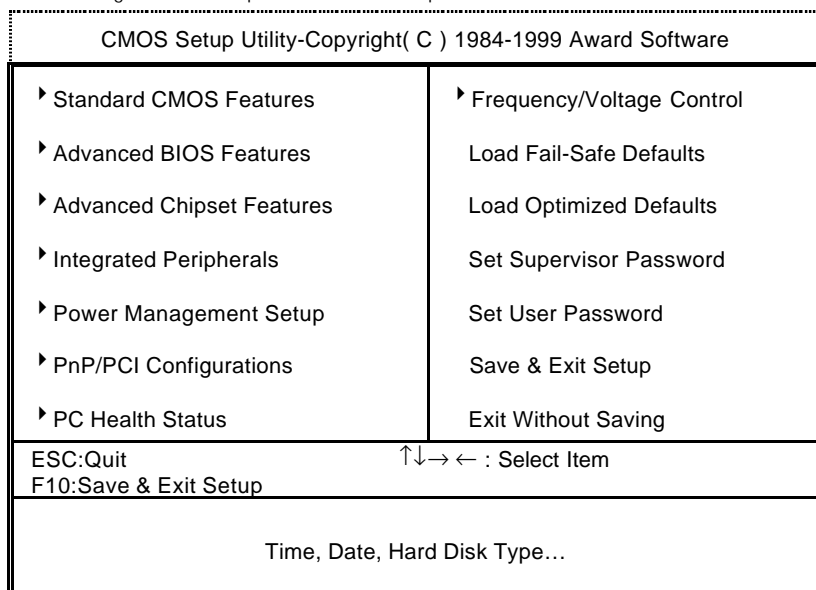 CMOS Setup Utility-Copyright( C ) 1984-1999 Award Software
Standard CMOS Features
Advanced BIOS Features
Advanced Chipset Features
Integrated Peripherals
Power Management Setup
PnP/PCI Configurations
PC Health Status
Frequency/Voltage Control
Load Fail-Safe Defaults
Load Optimized Defaults
Set Supervisor Password
Set User Password
Save & Exit Setup
Exit Without Saving
ESC:Quit ↑↓→ ← : Select Item
F10:Save & Exit Setup
Time, Date, Hard Disk Type…